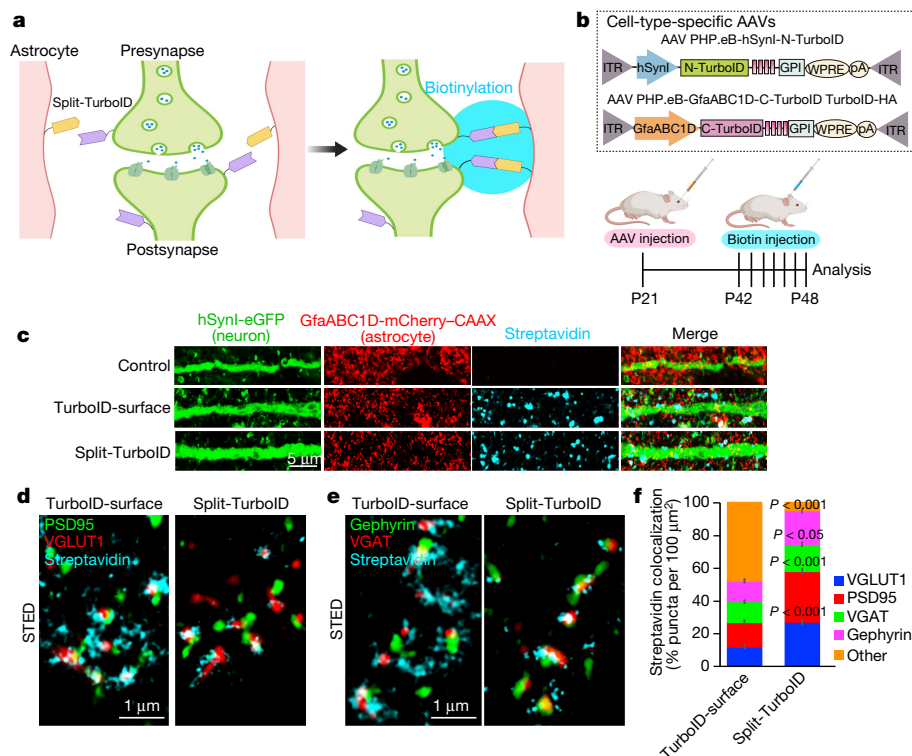 a
Astrocyte
Presynapse
Split-TurboID
Biotinylation
Postsynapse
b
Cell-type-specific AAVs
AAV PHP.eB-hSynI-N-TurboID
ITR hSynI N-TurboID GPI WPRE pA ITR
AAV PHP.eB-GfaABC1D-C-TurboID TurboID-HA
ITR GfaABC1D C-TurboID GPI WPRE pA ITR
AAV injection
Biotin injection
Analysis
P21 P42 P48
c
hSynI-eGFP
(neuron)
GfaABC1D-mCherry–CAAX
(astrocyte)
Streptavidin
Merge
Control
TurboID-surface
Split-TurboID
5 μm
d
TurboID-surface Split-TurboID
PSD95
VGLUT1
Streptavidin
STED
1 μm
e
TurboID-surface Split-TurboID
Gephyrin
VGAT
Streptavidin
STED
1 μm
f
Streptavidin colocalization
(% puncta per 100 μm²)
100
80
60
40
20
0
P < 0.001
P < 0.05
P < 0.001
P < 0.001
VGLUT1
PSD95
VGAT
Gephyrin
Other
TurboID-surface
Split-TurboID